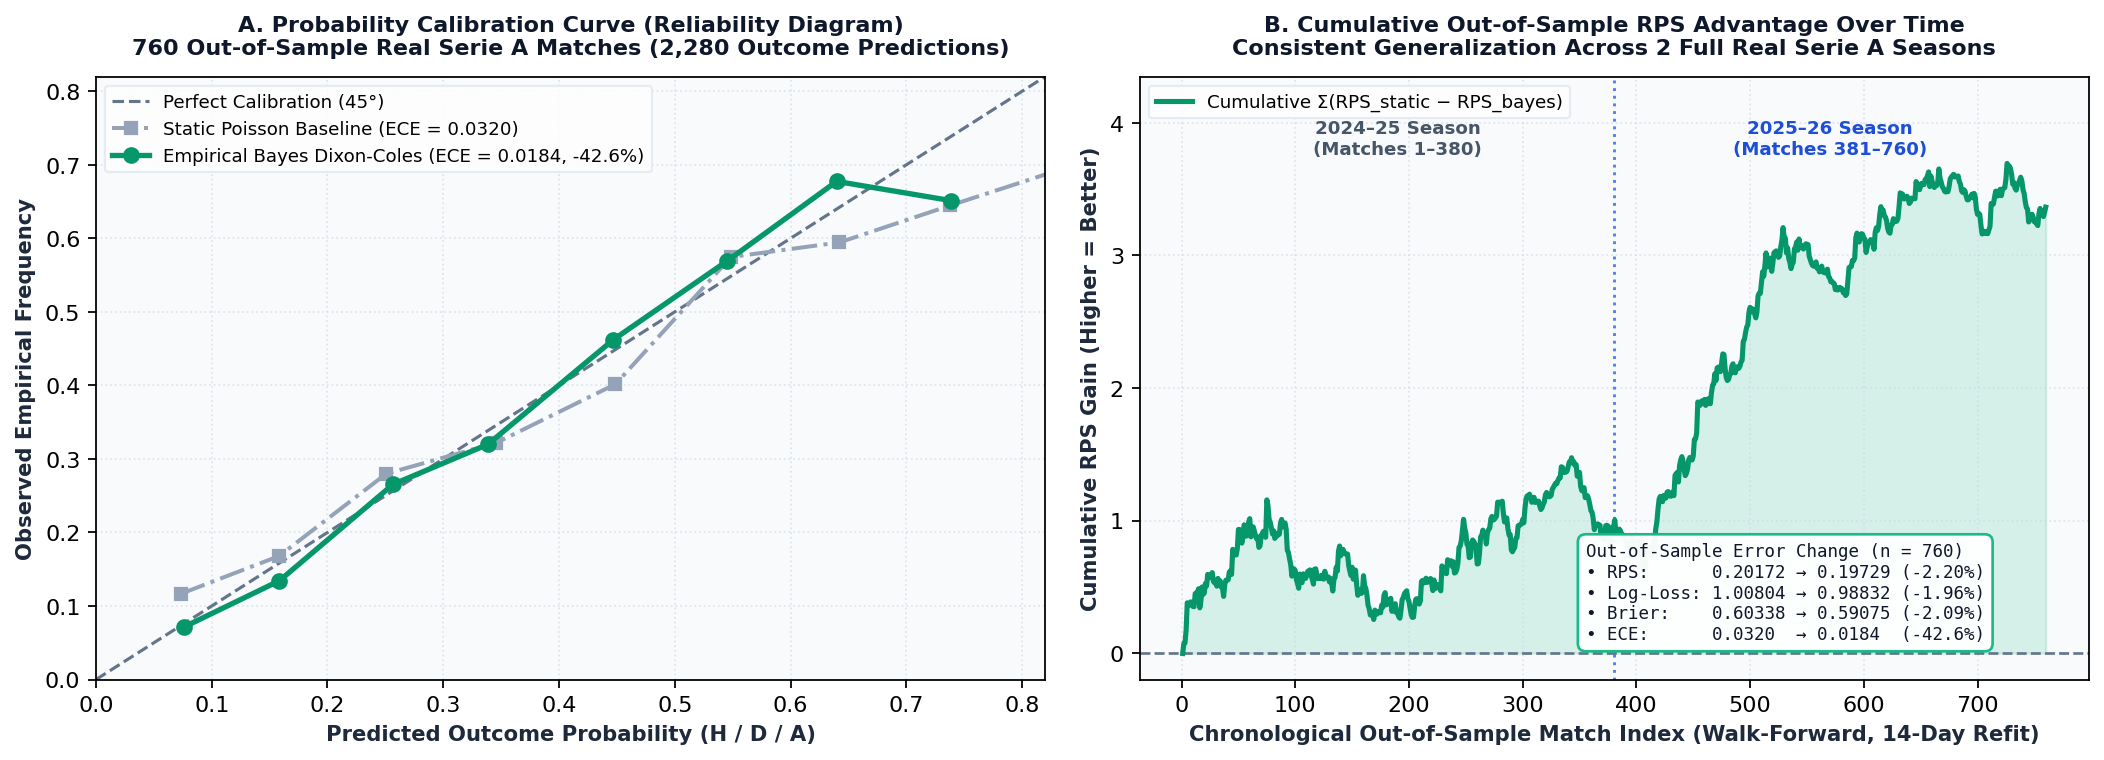 A. Probability Calibration Curve (Reliability Diagram)
760 Out-of-Sample Real Serie A Matches (2,280 Outcome Predictions)
Perfect Calibration (45°)
Static Poisson Baseline (ECE = 0.0320)
Empirical Bayes Dixon-Coles (ECE = 0.0184, -42.6%)
Observed Empirical Frequency
0.8
0.7
0.6
0.5
0.4
0.3
0.2
0.1
0.0
0.0 0.1 0.2 0.3 0.4 0.5 0.6 0.7 0.8
Predicted Outcome Probability (H / D / A)
B. Cumulative Out-of-Sample RPS Advantage Over Time
Consistent Generalization Across 2 Full Real Serie A Seasons
Cumulative Σ(RPS_static − RPS_bayes)
2024–25 Season
(Matches 1–380)
2025–26 Season
(Matches 381–760)
Cumulative RPS Gain (Higher = Better)
4
3
2
1
0
Out-of-Sample Error Change (n = 760)
• RPS: 0.20172 → 0.19729 (-2.20%)
• Log-Loss: 1.00804 → 0.98832 (-1.96%)
• Brier: 0.60338 → 0.59075 (-2.09%)
• ECE: 0.0320 → 0.0184 (-42.6%)
0 100 200 300 400 500 600 700
Chronological Out-of-Sample Match Index (Walk-Forward, 14-Day Refit)